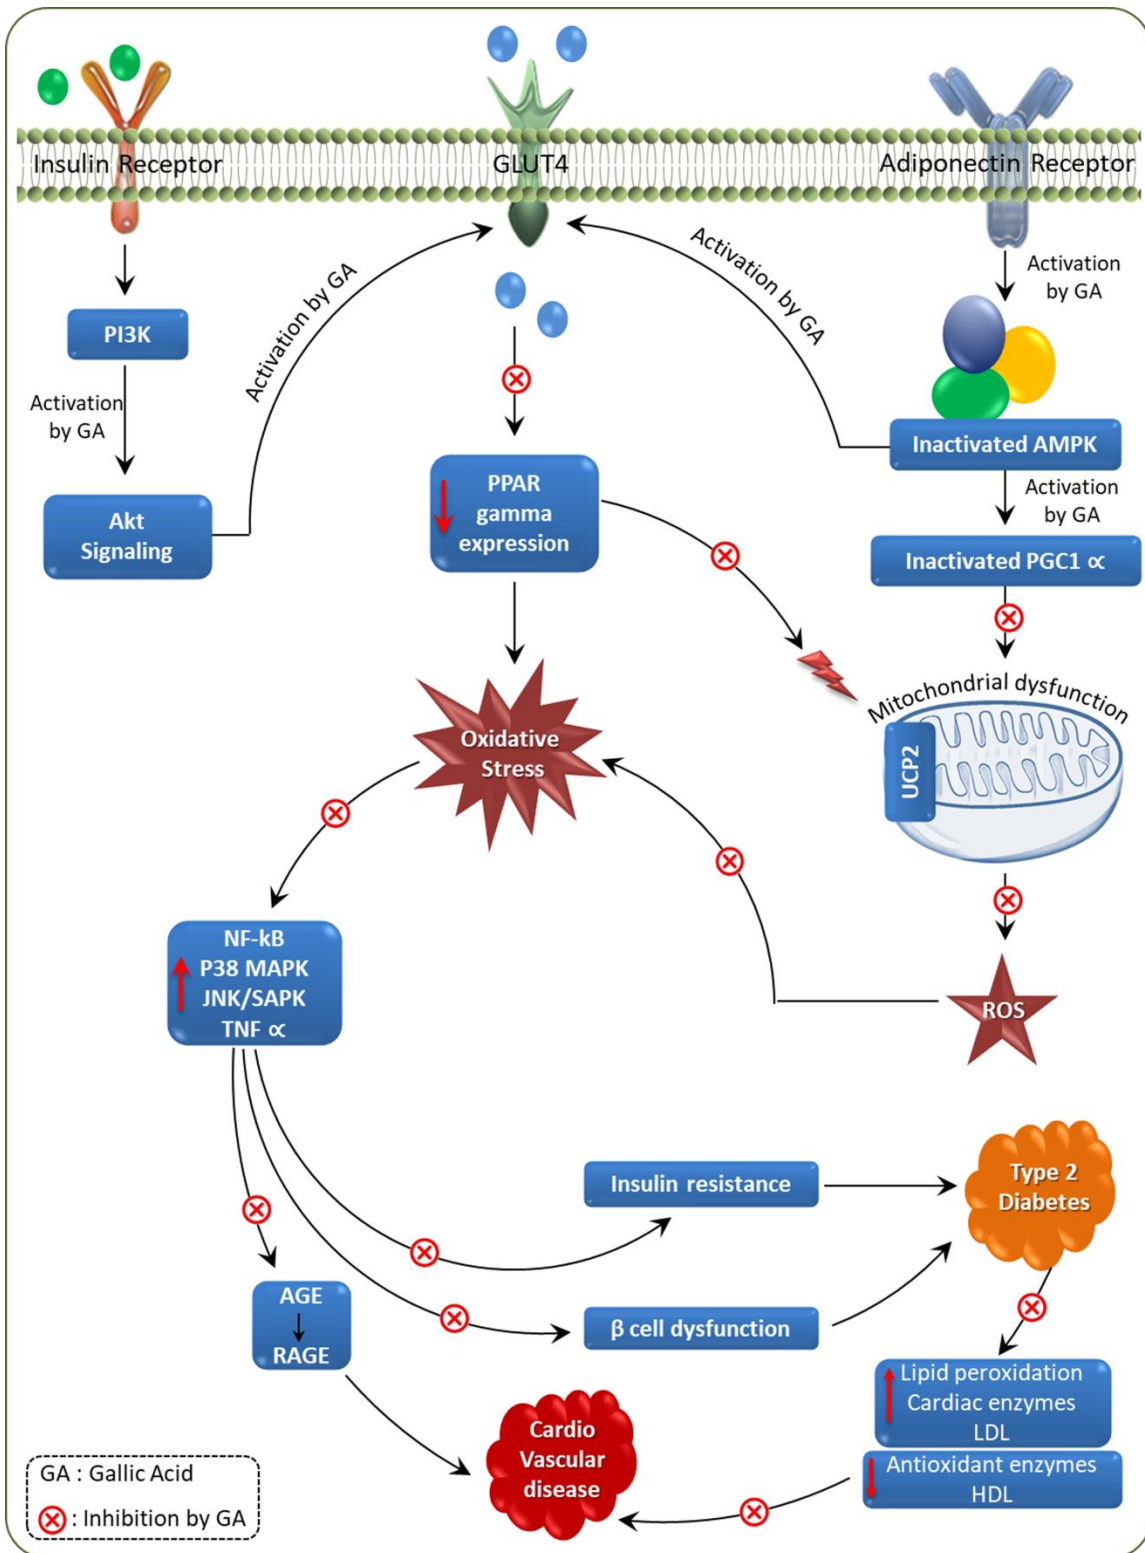 Insulin Receptor
GLUT4
Adiponectin Receptor
Activation
by GA
PI3K
Activation by GA
Activation by GA
Activation
by GA
Inactivated AMPK
PPAR
gamma
expression
Activation
by GA
Akt
Signaling
Inactivated PGC1 ∝
Mitochondrial dysfunction
Oxidative
Stress
UCP2
NF-kB
P38 MAPK
JNK/SAPK
TNF ∝
ROS
Insulin resistance
Type 2
Diabetes
AGE
RAGE
β cell dysfunction
Lipid peroxidation
Cardiac enzymes
LDL
Cardio
Vascular
disease
Antioxidant enzymes
HDL
GA : Gallic Acid
: Inhibition by GA